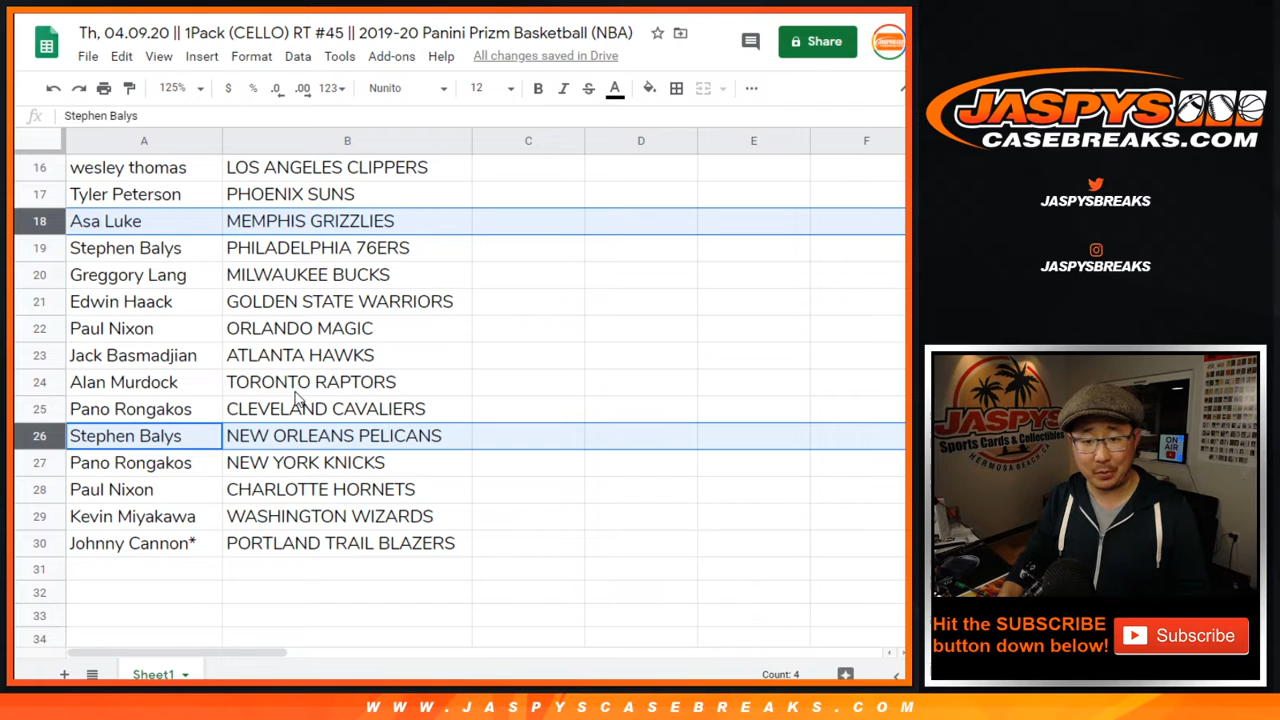 Th, 04.09.20 || 1Pack (CELLO) RT #45 || 2019-20 Panini Prizm Basketball (NBA)
File Edit View Insert Format Data Tools Add-ons Help All changes saved in Drive
Share
125% $ % .0 .00 123 Nunito 12 B I S A
fx Stephen Balys
A B C D E F
16 wesley thomas LOS ANGELES CLIPPERS
17 Tyler Peterson PHOENIX SUNS
18 Asa Luke MEMPHIS GRIZZLIES
19 Stephen Balys PHILADELPHIA 76ERS
20 Greggory Lang MILWAUKEE BUCKS
21 Edwin Haack GOLDEN STATE WARRIORS
22 Paul Nixon ORLANDO MAGIC
23 Jack Basmadjian ATLANTA HAWKS
24 Alan Murdock TORONTO RAPTORS
25 Pano Rongakos CLEVELAND CAVALIERS
26 Stephen Balys NEW ORLEANS PELICANS
27 Pano Rongakos NEW YORK KNICKS
28 Paul Nixon CHARLOTTE HORNETS
29 Kevin Miyakawa WASHINGTON WIZARDS
30 Johnny Cannon* PORTLAND TRAIL BLAZERS
31
32
33
34
Sheet1
Count: 4
JASPYS
CASEBREAKS.COM
JASPYSBREAKS
JASPYSBREAKS
JASPYS
Sports Cards & Collectibles
HERMOSA BEACH
ON AIR
Hit the SUBSCRIBE
button down below!
Subscribe
WWW.JASPYSCASEBREAKS.COM